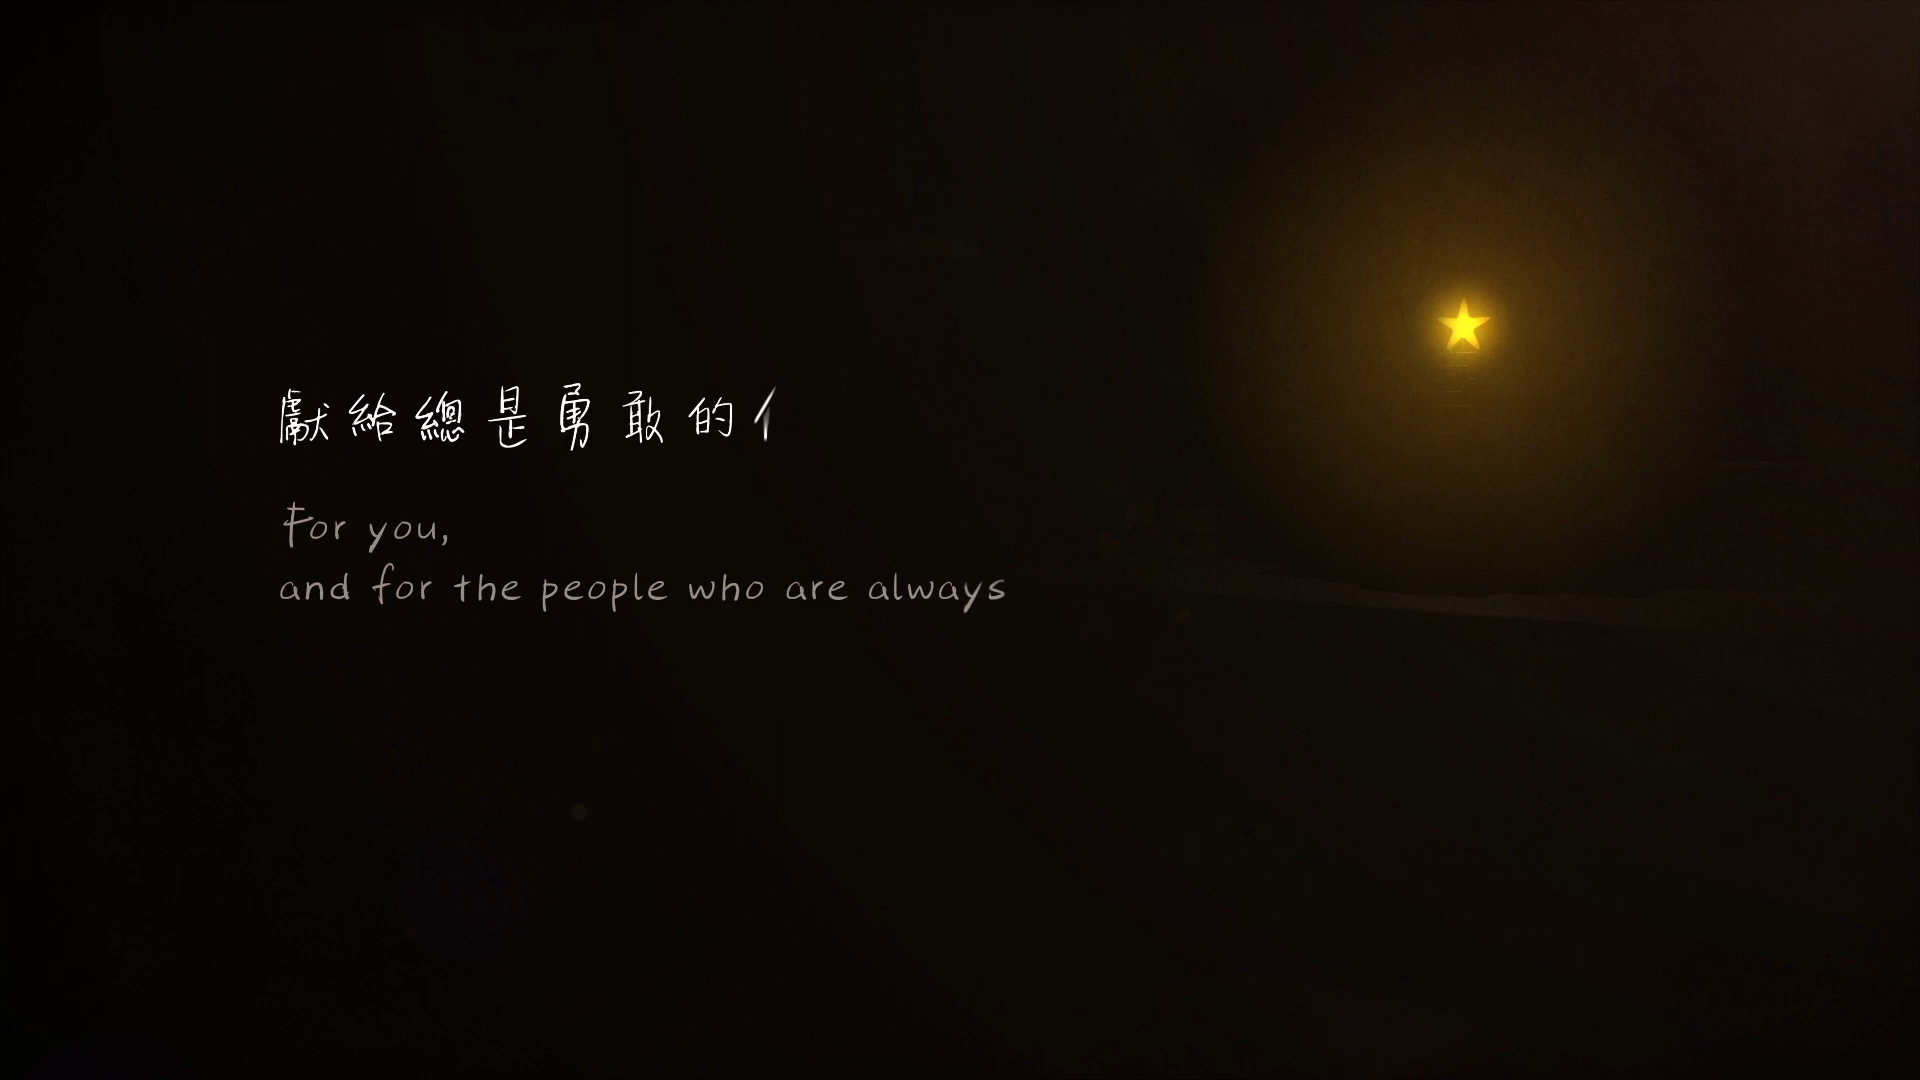 獻給總是勇敢的
For you,
and for the people who are always